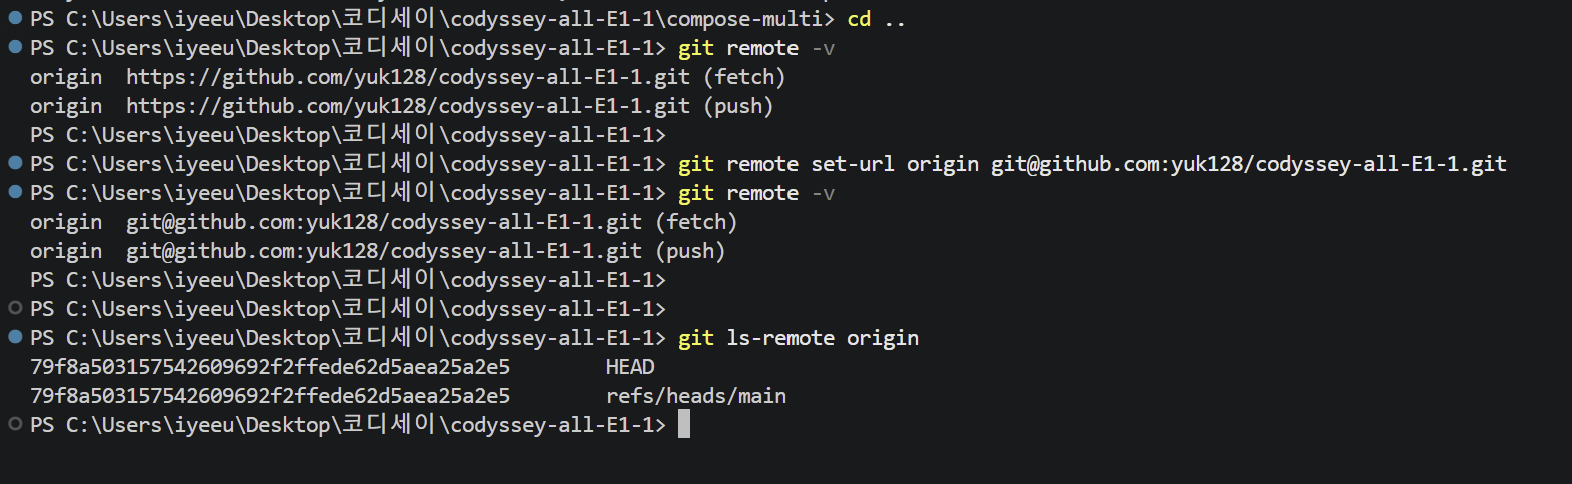 PS C:\Users\iyeeu\Desktop\코디세이\codyssey-all-E1-1\compose-multi> cd ..
PS C:\Users\iyeeu\Desktop\코디세이\codyssey-all-E1-1> git remote -v
origin  https://github.com/yuk128/codyssey-all-E1-1.git (fetch)
origin  https://github.com/yuk128/codyssey-all-E1-1.git (push)
PS C:\Users\iyeeu\Desktop\코디세이\codyssey-all-E1-1>
PS C:\Users\iyeeu\Desktop\코디세이\codyssey-all-E1-1> git remote set-url origin git@github.com:yuk128/codyssey-all-E1-1.git
PS C:\Users\iyeeu\Desktop\코디세이\codyssey-all-E1-1> git remote -v
origin  git@github.com:yuk128/codyssey-all-E1-1.git (fetch)
origin  git@github.com:yuk128/codyssey-all-E1-1.git (push)
PS C:\Users\iyeeu\Desktop\코디세이\codyssey-all-E1-1>
PS C:\Users\iyeeu\Desktop\코디세이\codyssey-all-E1-1>
PS C:\Users\iyeeu\Desktop\코디세이\codyssey-all-E1-1> git ls-remote origin
79f8a503157542609692f2ffede62d5aea25a2e5        HEAD
79f8a503157542609692f2ffede62d5aea25a2e5        refs/heads/main
PS C:\Users\iyeeu\Desktop\코디세이\codyssey-all-E1-1>